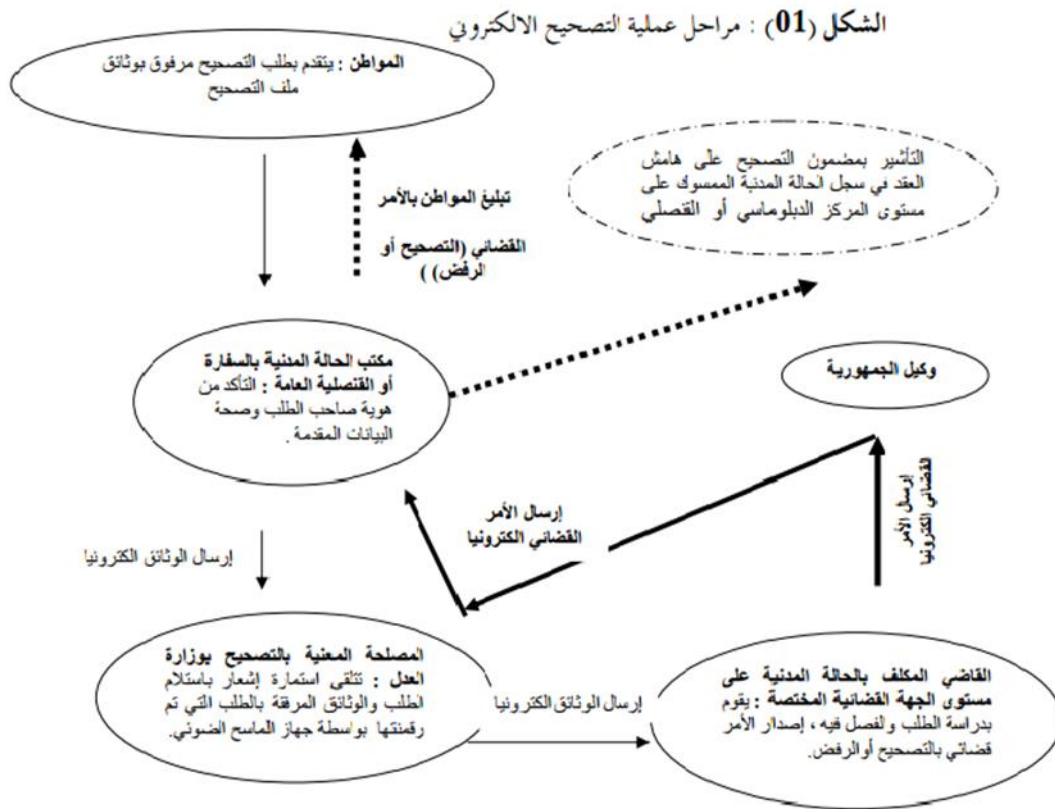 الشكل (01) : مراحل عملية التصحيح الالكتروني
المواطن : يتقدم بطلب التصحيح مرفوق بوثائق
ملف التصحيح
التأشير بمضمون التصحيح على هامش
العقد في سجل الحالة المدنية الممسوك على
مستوى المركز الدبلوماسي أو القنصلي
تبليغ المواطن بالأمر
القضائي (التصحيح أو
الرفض) )
مكتب الحالة المدنية بالسفارة
أو القنصلية العامة : التأكد من
هوية صاحب الطلب وصحة
البيانات المقدمة .
وكيل الجمهورية
إرسال الأمر
القضائي الكترونيا
إرسال الأمر
القضائي الكترونيا
إرسال الوثائق الكترونيا
المصلحة المعنية بالتصحيح بوزارة
العدل : تتلقى استمارة إشعار باستلام
الطلب والوثائق المرفقة بالطلب التي تم
رقمنتها بواسطة جهاز الماسح الضوئي.
إرسال الوثائق الكترونيا
القاضي المكلف بالحالة المدنية على
مستوى الجهة القضائية المختصة : يقوم
بدراسة الطلب والفصل فيه ، إصدار الأمر
قضائي بالتصحيح أو الرفض.